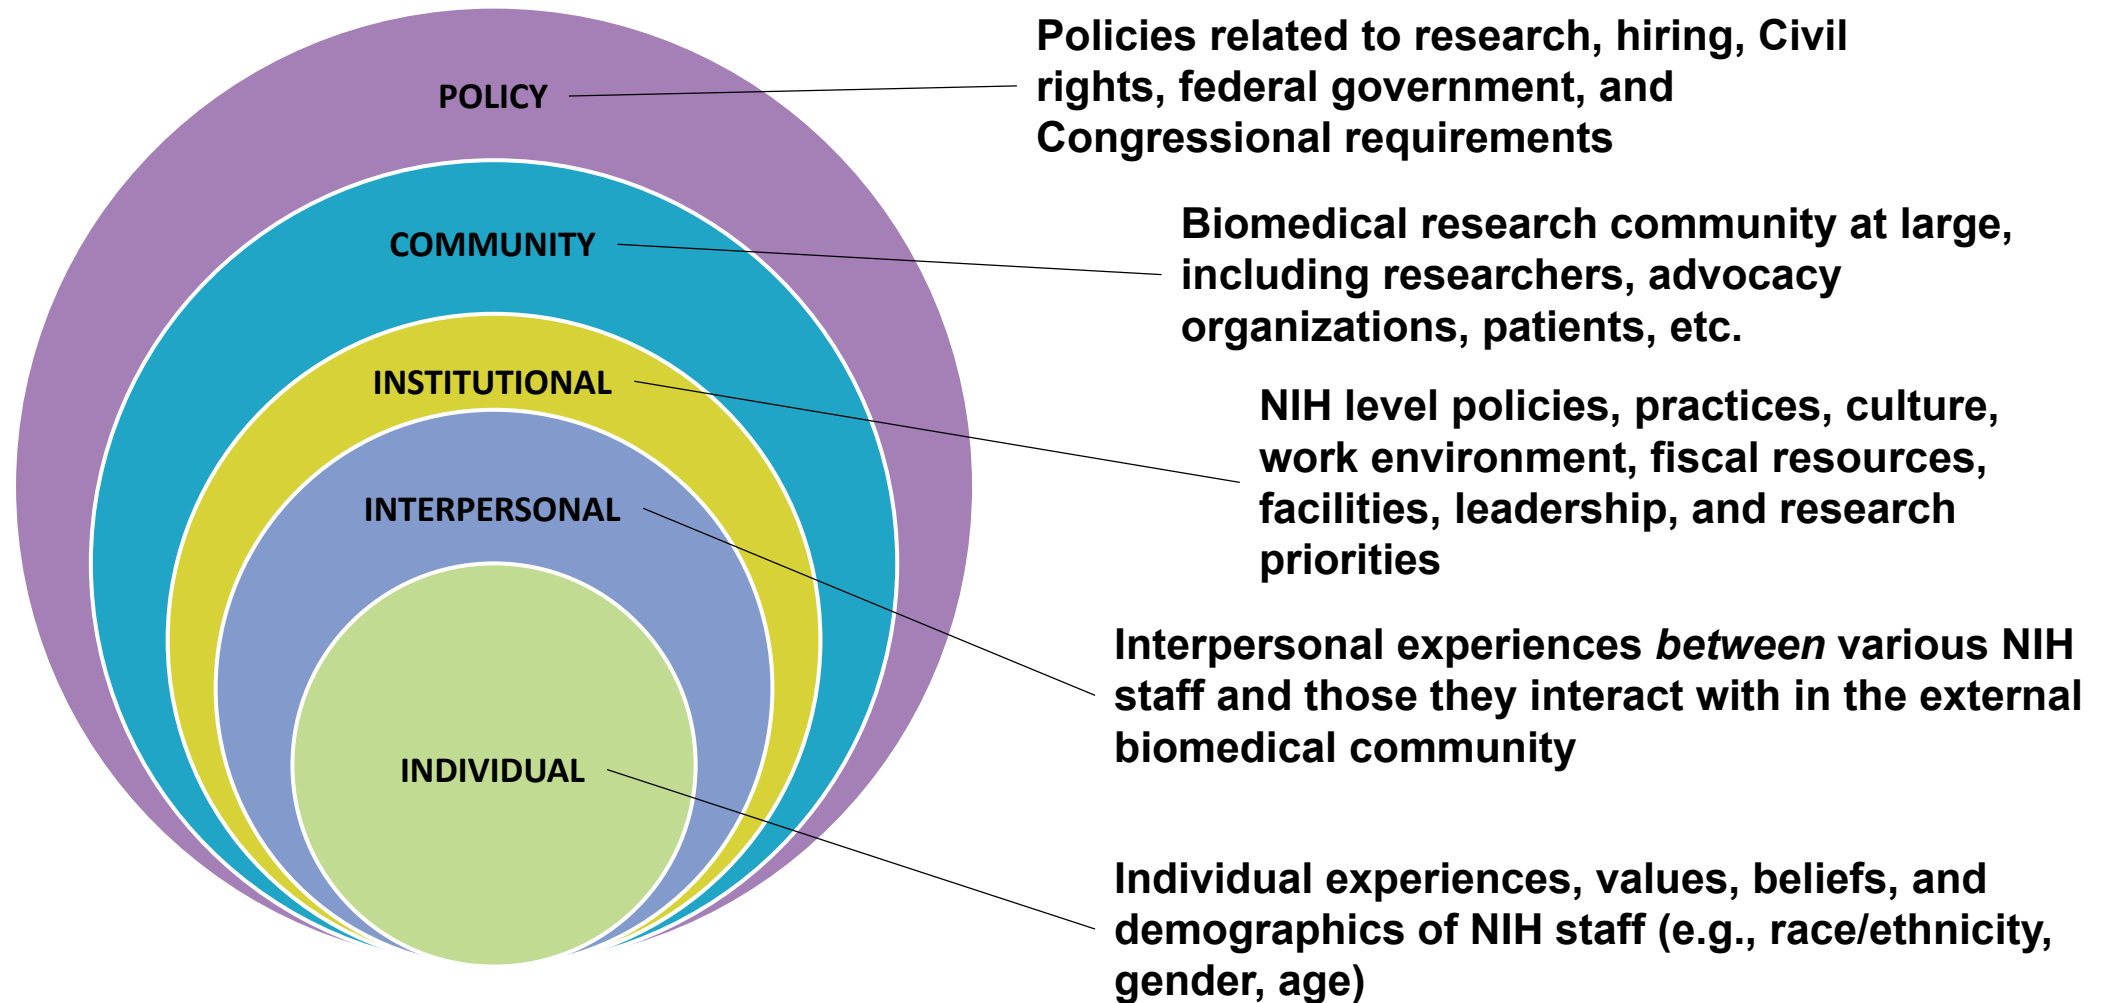 POLICY
Policies related to research, hiring, Civil
rights, federal government, and
Congressional requirements
COMMUNITY
Biomedical research community at large,
including researchers, advocacy
organizations, patients, etc.
INSTITUTIONAL
NIH level policies, practices, culture,
work environment, fiscal resources,
facilities, leadership, and research
priorities
INTERPERSONAL
Interpersonal experiences between various NIH
staff and those they interact with in the external
biomedical community
INDIVIDUAL
Individual experiences, values, beliefs, and
demographics of NIH staff (e.g., race/ethnicity,
gender, age)